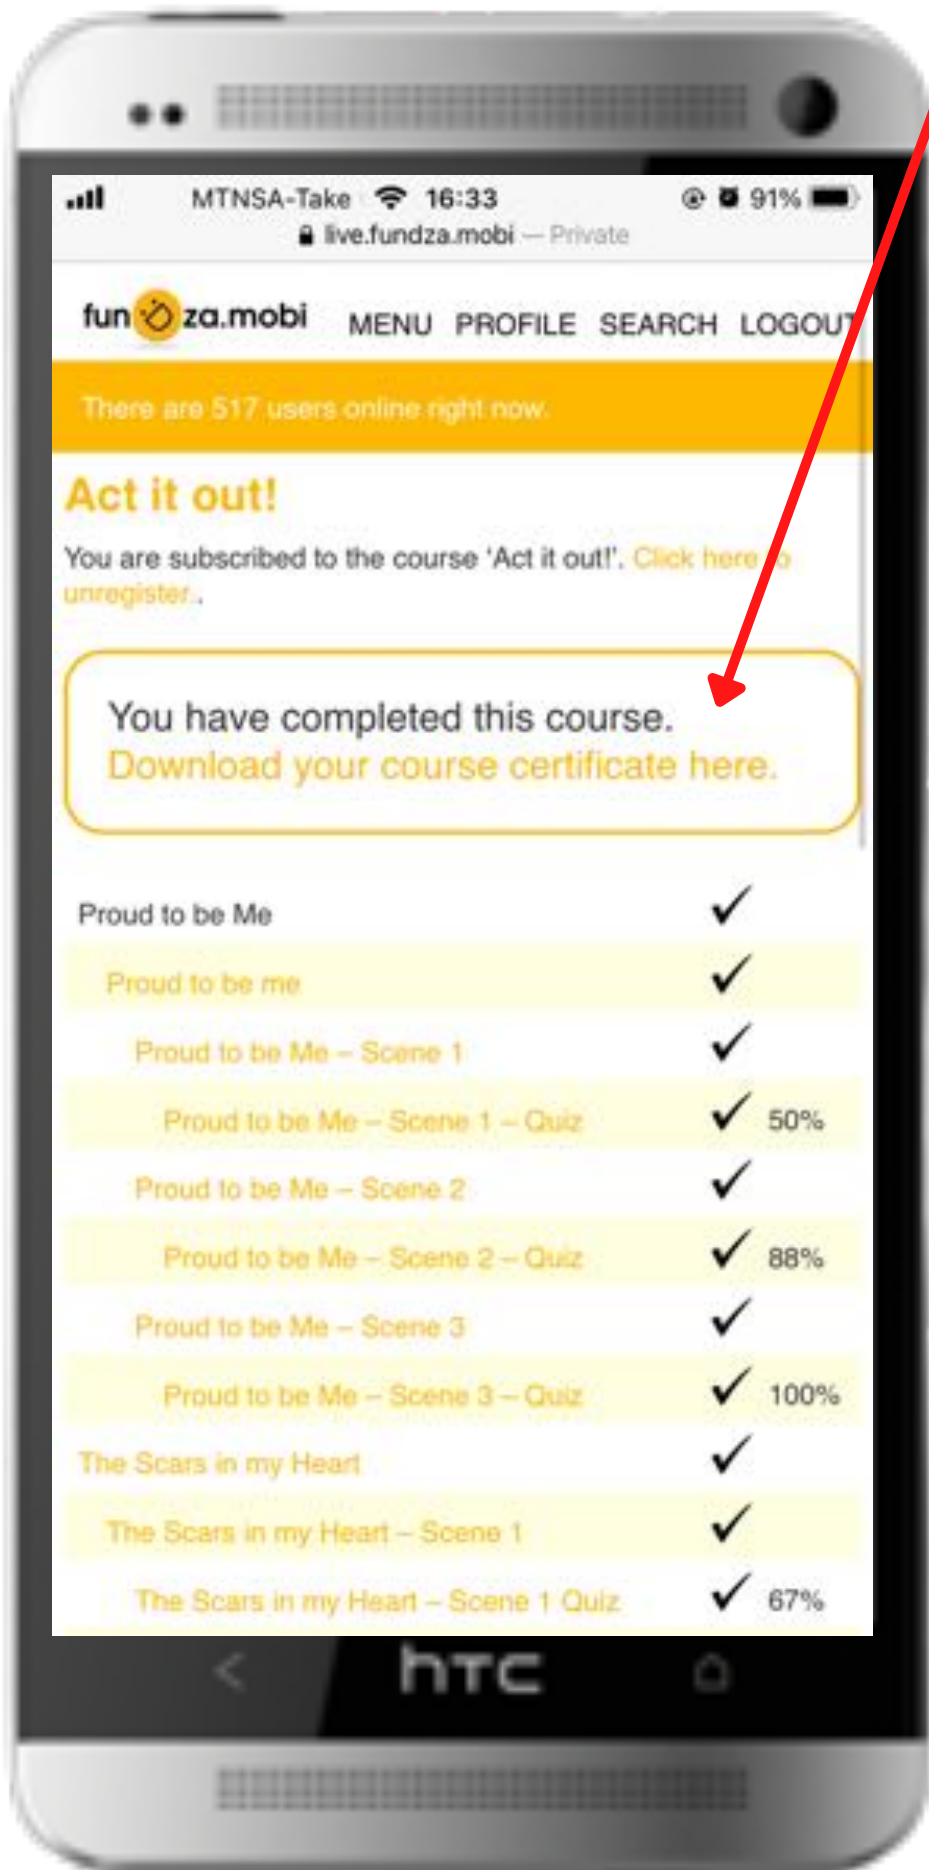 MTNSA-Take 16:33 91%
live.fundza.mobi — Private
fundza.mobi MENU PROFILE SEARCH LOGOUT
There are 517 users online right now.
Act it out!
You are subscribed to the course 'Act it out!'. Click here to
unregister..
You have completed this course.
Download your course certificate here.
Proud to be Me
Proud to be me
Proud to be Me – Scene 1
Proud to be Me – Scene 1 – Quiz 50%
Proud to be Me – Scene 2
Proud to be Me – Scene 2 – Quiz 88%
Proud to be Me – Scene 3
Proud to be Me – Scene 3 – Quiz 100%
The Scars in my Heart
The Scars in my Heart – Scene 1
The Scars in my Heart – Scene 1 Quiz 67%
hTC